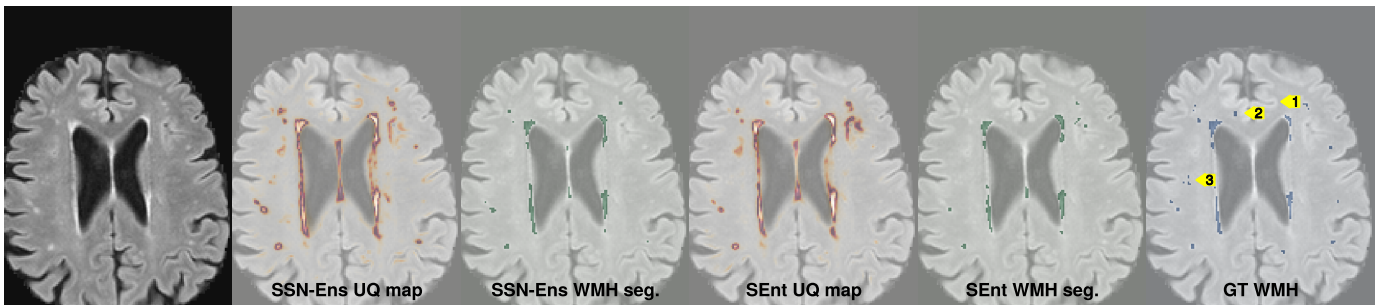 1
2
3
SSN-Ens UQ map
SSN-Ens WMH seg.
SEnt UQ map
SEnt WMH seg.
GT WMH